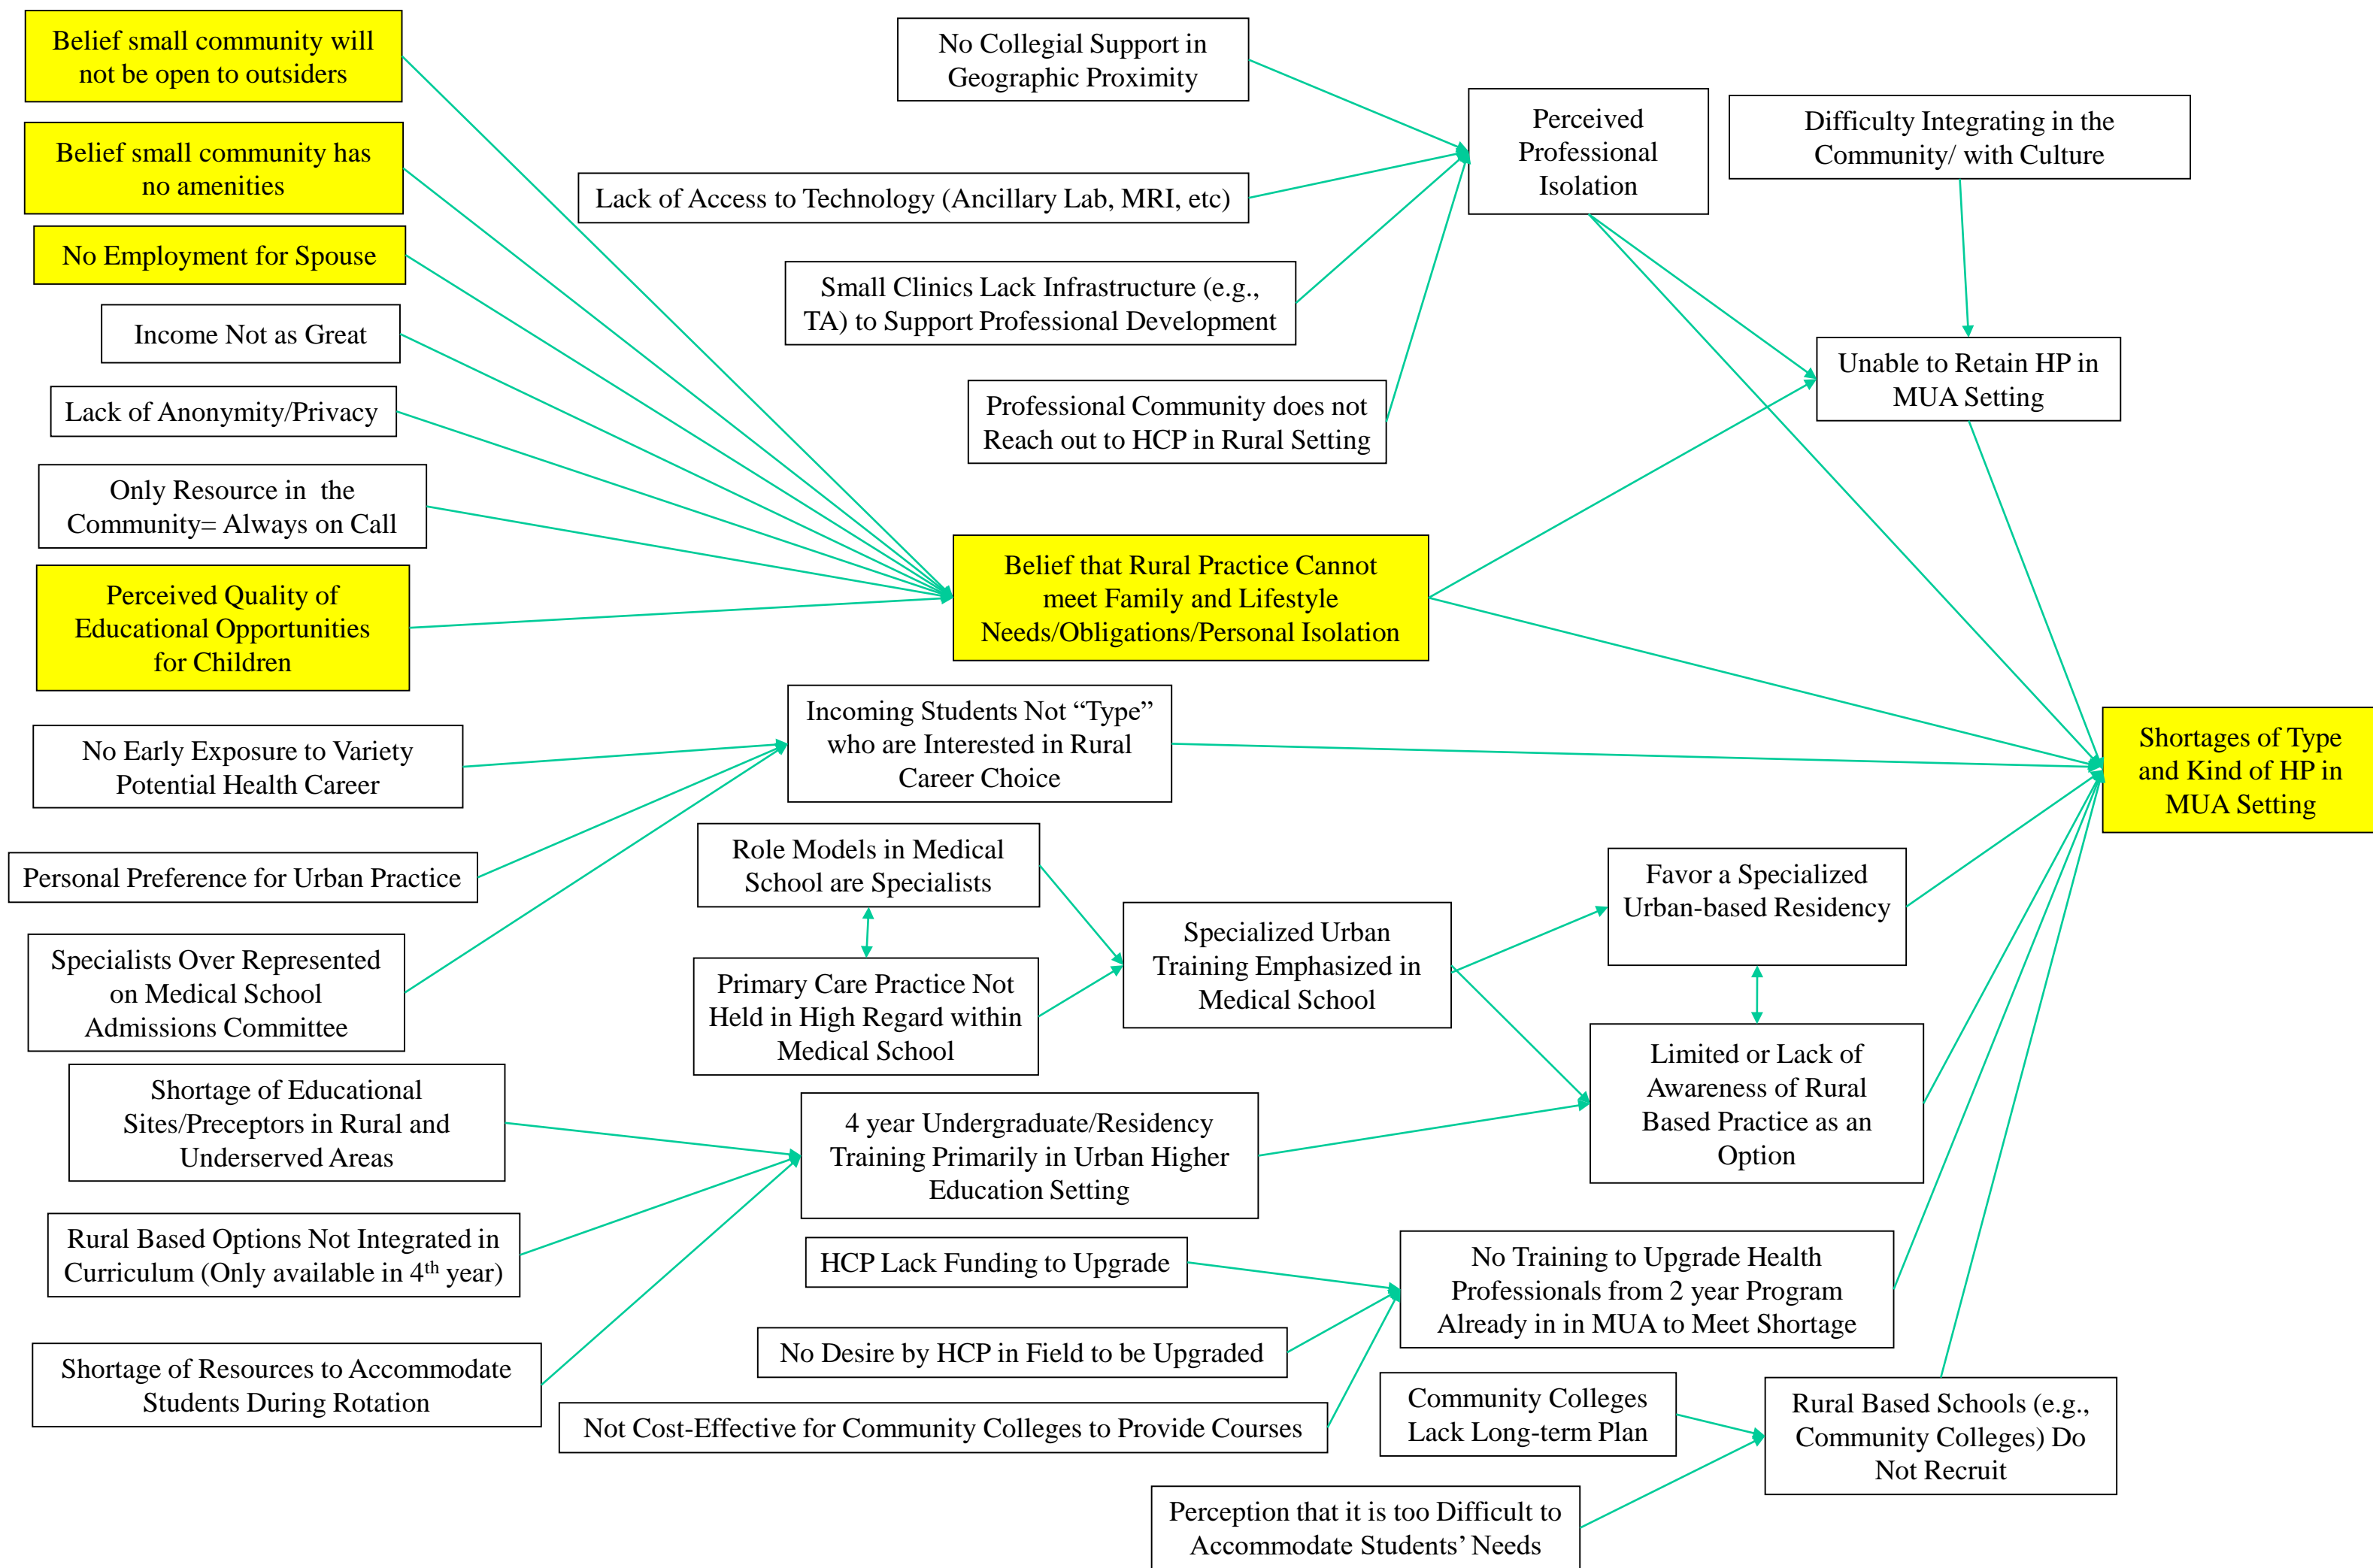 Belief small community will
not be open to outsiders
Belief small community has
no amenities
No Employment for Spouse
Income Not as Great
Lack of Anonymity/Privacy
Only Resource in the
Community= Always on Call
Perceived Quality of
Educational Opportunities
for Children
No Early Exposure to Variety
Potential Health Career
Personal Preference for Urban Practice
Specialists Over Represented
on Medical School
Admissions Committee
Shortage of Educational
Sites/Preceptors in Rural and
Underserved Areas
Rural Based Options Not Integrated in
Curriculum (Only available in 4th year)
Shortage of Resources to Accommodate
Students During Rotation
No Collegial Support in
Geographic Proximity
Lack of Access to Technology (Ancillary Lab, MRI, etc)
Small Clinics Lack Infrastructure (e.g.,
TA) to Support Professional Development
Professional Community does not
Reach out to HCP in Rural Setting
Belief that Rural Practice Cannot
meet Family and Lifestyle
Needs/Obligations/Personal Isolation
Incoming Students Not “Type”
who are Interested in Rural
Career Choice
Role Models in Medical
School are Specialists
Primary Care Practice Not
Held in High Regard within
Medical School
4 year Undergraduate/Residency
Training Primarily in Urban Higher
Education Setting
HCP Lack Funding to Upgrade
No Desire by HCP in Field to be Upgraded
Not Cost-Effective for Community Colleges to Provide Courses
Perceived
Professional
Isolation
Difficulty Integrating in the
Community/ with Culture
Unable to Retain HP in
MUA Setting
Specialized Urban
Training Emphasized in
Medical School
Favor a Specialized
Urban-based Residency
Limited or Lack of
Awareness of Rural
Based Practice as an
Option
No Training to Upgrade Health
Professionals from 2 year Program
Already in in MUA to Meet Shortage
Community Colleges
Lack Long-term Plan
Perception that it is too Difficult to
Accommodate Students’ Needs
Rural Based Schools (e.g.,
Community Colleges) Do
Not Recruit
Shortages of Type
and Kind of HP in
MUA Setting